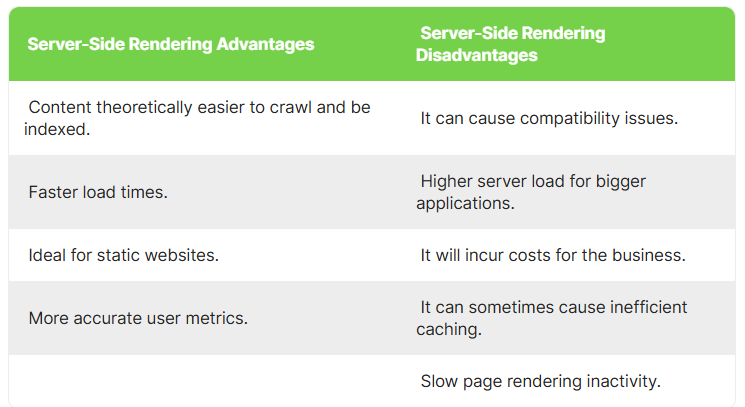 Server-Side Rendering Advantages
Server-Side Rendering
Disadvantages
Content theoretically easier to crawl and be
indexed.
It can cause compatibility issues.
Faster load times.
Higher server load for bigger
applications.
Ideal for static websites.
It will incur costs for the business.
More accurate user metrics.
It can sometimes cause inefficient
caching.
Slow page rendering inactivity.